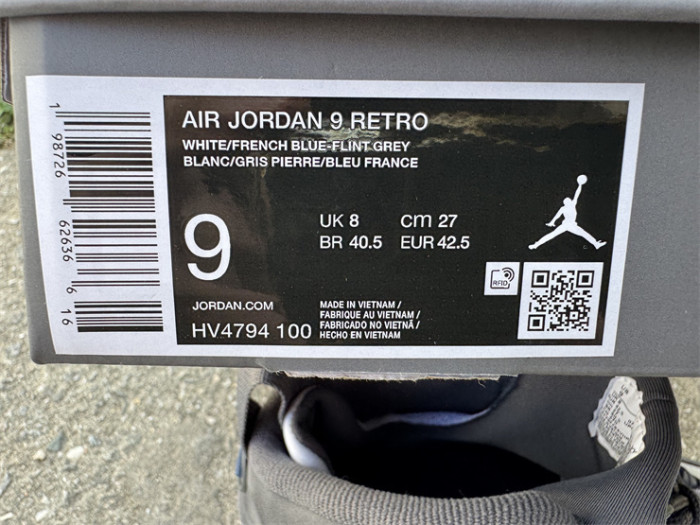 AIR JORDAN 9 RETRO
WHITE/FRENCH BLUE-FLINT GREY
BLANC/GRIS PIERRE/BLEU FRANCE
9
UK 8 cm 27
BR 40.5 EUR 42.5
RFID
JORDAN.COM
HV4794 100
MADE IN VIETNAM /
FABRIQUE AU VIETNAM /
FABRICADO NO VIETNÃ /
HECHO EN VIETNAM
1 98726 62636 6 16